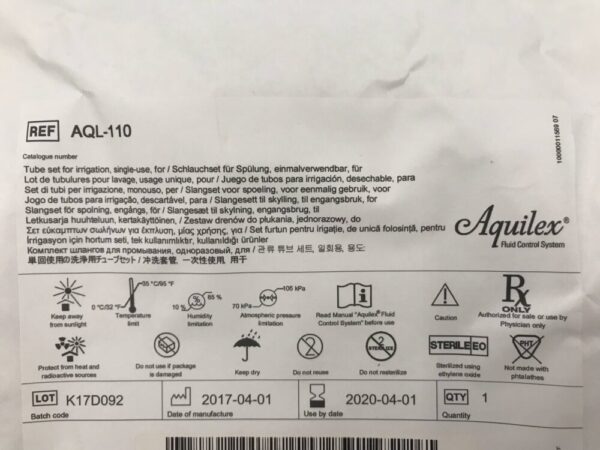 REF AQL-110
Catalogue number
10000011569 07
Tube set for irrigation, single-use, for / Schlauchset für Spülung, einmalverwendbar, für
Lot de tubulures pour lavage, usage unique, pour / Juego de tubos para irrigación, desechable, para
Set di tubi per irrigazione, monouso, per / Slangset voor spoeling, voor eenmalig gebruik, voor
Jogo de tubos para irrigação, descartável, para / Slangesett til skylling, til engangsbruk, for
Slangset för spolning, engångs, för / Slangesæt til skylning, engangsbrug, til
Letkusarja huuhteluun, kertakäyttöinen, / Zestaw drenów do płukania, jednorazowy, do
Σετ εύκαμπτων σωλήνων για έκπλυση, μίας χρήσης, για / Set furtun pentru irigație, de unică folosință, pentru
İrrigasyon için hortum seti, tek kullanımlıktır, kullanıldığı ürünler
Комплект шлангов для промывания, одноразовый, для / 관류 튜브 세트, 일회용, 용도:
単回使用の洗浄用チューブセット / 冲洗套管, 一次性使用, 用于
Aquilex®
Fluid Control System
0 °C/32 °F 35 °C/95 °F
10 % 85 %
70 kPa 106 kPa
Rx ONLY
Keep away from sunlight
Temperature limit
Humidity limitation
Atmospheric pressure limitation
Read Manual "Aquilex® Fluid Control System" before use
Caution
Authorized for sale or use by Physician only
2
2 STERILIZE
STERILE EO
PHT
Protect from heat and radioactive sources
Do not use if package is damaged
Keep dry
Do not reuse
Do not resterilize
Sterilized using ethylene oxide
Not made with phtalathes
LOT K17D092
2017-04-01
2020-04-01
QTY 1
Batch code
Date of manufacture
Use by date
Quantity